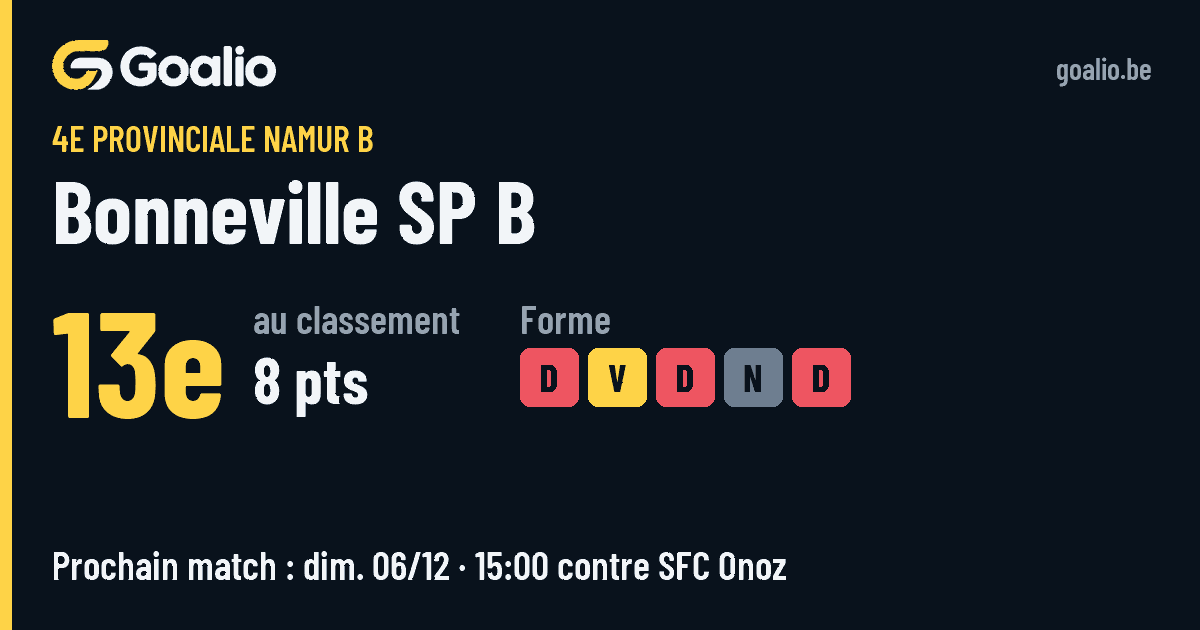 Goalio
goalio.be
4E PROVINCIALE NAMUR B
Bonneville SP B
13e
au classement
8 pts
Forme
D V D N D
Prochain match : dim. 06/12 · 15:00 contre SFC Onoz